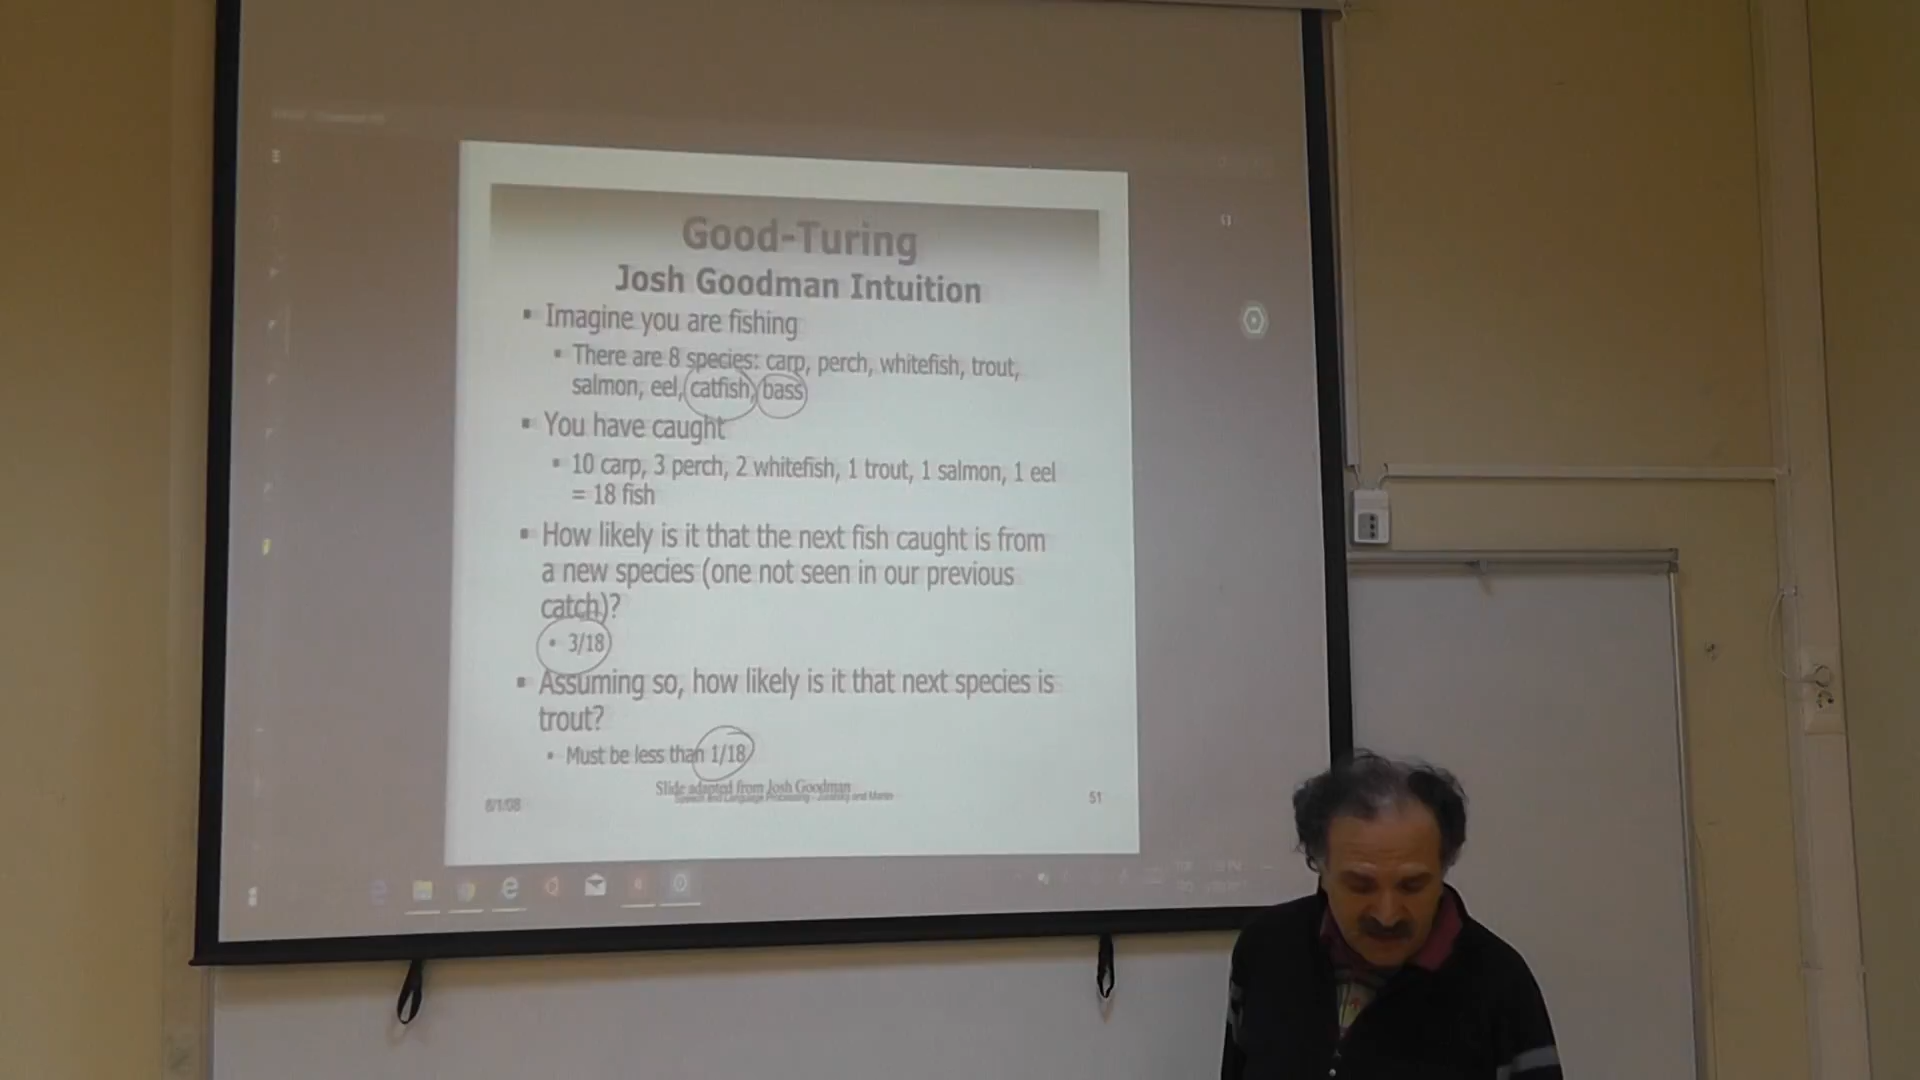 Good-Turing
Josh Goodman Intuition
▪ Imagine you are fishing
▪ There are 8 species: carp, perch, whitefish, trout,
salmon, eel, catfish, bass
▪ You have caught
▪ 10 carp, 3 perch, 2 whitefish, 1 trout, 1 salmon, 1 eel
= 18 fish
▪ How likely is it that the next fish caught is from
a new species (one not seen in our previous
catch)?
▪ 3/18
▪ Assuming so, how likely is it that next species is
trout?
▪ Must be less than 1/18
Slide adapted from Josh Goodman
Speech and Language Processing - Jurafsky and Martin
6/1/08
51